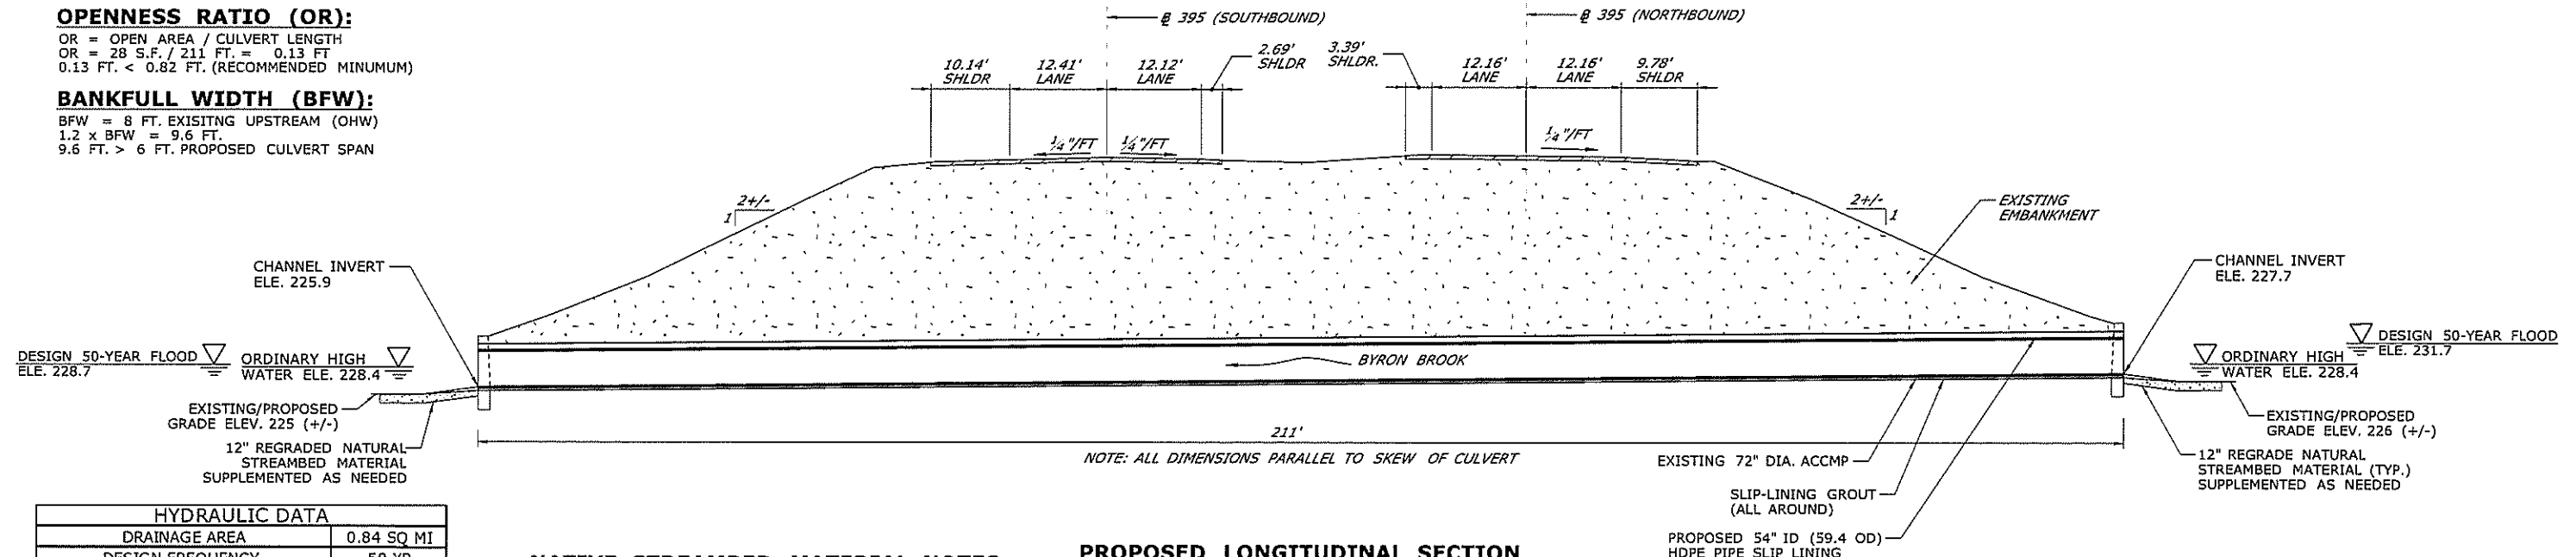 OPENNESS RATIO (OR):
OR = OPEN AREA / CULVERT LENGTH
OR = 28 S.F. / 211 FT. = 0.13 FT
0.13 FT. < 0.82 FT. (RECOMMENDED MINUMUM)
BANKFULL WIDTH (BFW):
BFW = 8 FT. EXISITNG UPSTREAM (OHW)
1.2 x BFW = 9.6 FT.
9.6 FT. > 6 FT. PROPOSED CULVERT SPAN
℄ 395 (SOUTHBOUND)
℄ 395 (NORTHBOUND)
10.14' SHLDR
12.41' LANE
12.12' LANE
2.69' SHLDR
3.39' SHLDR.
12.16' LANE
12.16' LANE
9.78' SHLDR
1/4"/FT
1/4"/FT
1/4"/FT
2+/-
1
2+/-
1
EXISTING
EMBANKMENT
CHANNEL INVERT
ELE. 225.9
CHANNEL INVERT
ELE. 227.7
DESIGN 50-YEAR FLOOD
ELE. 228.7
ORDINARY HIGH
WATER ELE. 228.4
BYRON BROOK
ORDINARY HIGH
WATER ELE. 228.4
DESIGN 50-YEAR FLOOD
ELE. 231.7
EXISTING/PROPOSED
GRADE ELEV. 225 (+/-)
12" REGRADED NATURAL
STREAMBED MATERIAL
SUPPLEMENTED AS NEEDED
211'
NOTE: ALL DIMENSIONS PARALLEL TO SKEW OF CULVERT
EXISTING 72" DIA. ACCMP
SLIP-LINING GROUT
(ALL AROUND)
PROPOSED 54" ID (59.4 OD)
HDPE PIPE SLIP LINING
EXISTING/PROPOSED
GRADE ELEV. 226 (+/-)
12" REGRADE NATURAL
STREAMBED MATERIAL (TYP.)
SUPPLEMENTED AS NEEDED
HYDRAULIC DATA
DRAINAGE AREA 0.84 SQ MI
DESIGN FREQUENCY 50 YR
NATIVE STREAMBED MATERIAL NOTES
PROPOSED LONGITUDINAL SECTION